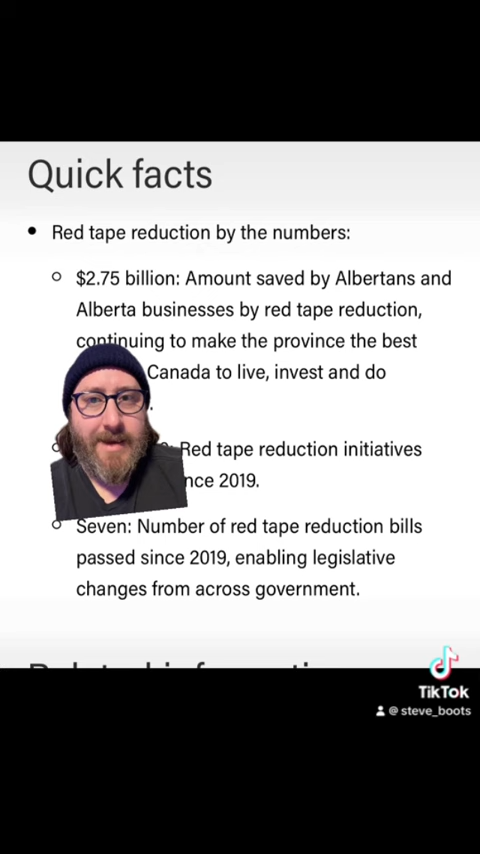 Quick facts
• Red tape reduction by the numbers:
○ $2.75 billion: Amount saved by Albertans and
Alberta businesses by red tape reduction,
continuing to make the province the best
Canada to live, invest and do
.
: Red tape reduction initiatives
nce 2019.
○ Seven: Number of red tape reduction bills
passed since 2019, enabling legislative
changes from across government.
TikTok
@ steve_boots